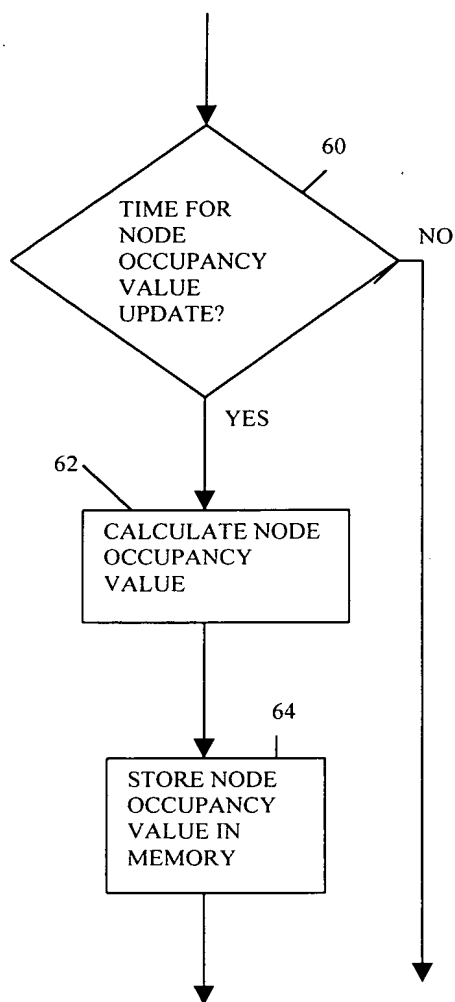 60
TIME FOR
NODE
OCCUPANCY
VALUE
UPDATE?
NO
YES
62
CALCULATE NODE
OCCUPANCY
VALUE
64
STORE NODE
OCCUPANCY
VALUE IN
MEMORY